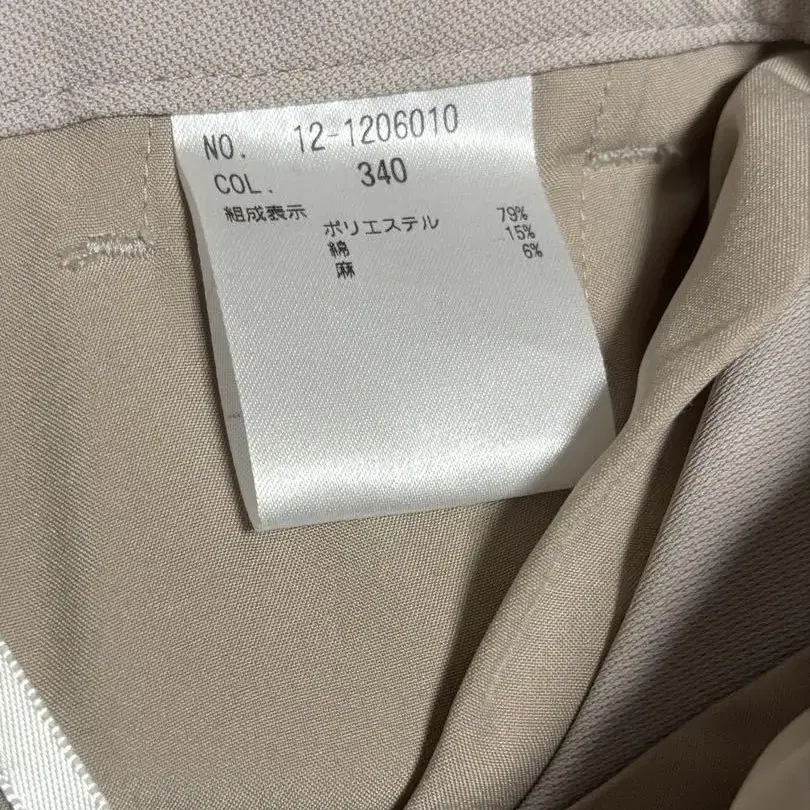 NO. 12-1206010
COL. 340
組成表示
ポリエステル 79%
綿 15%
麻 6%